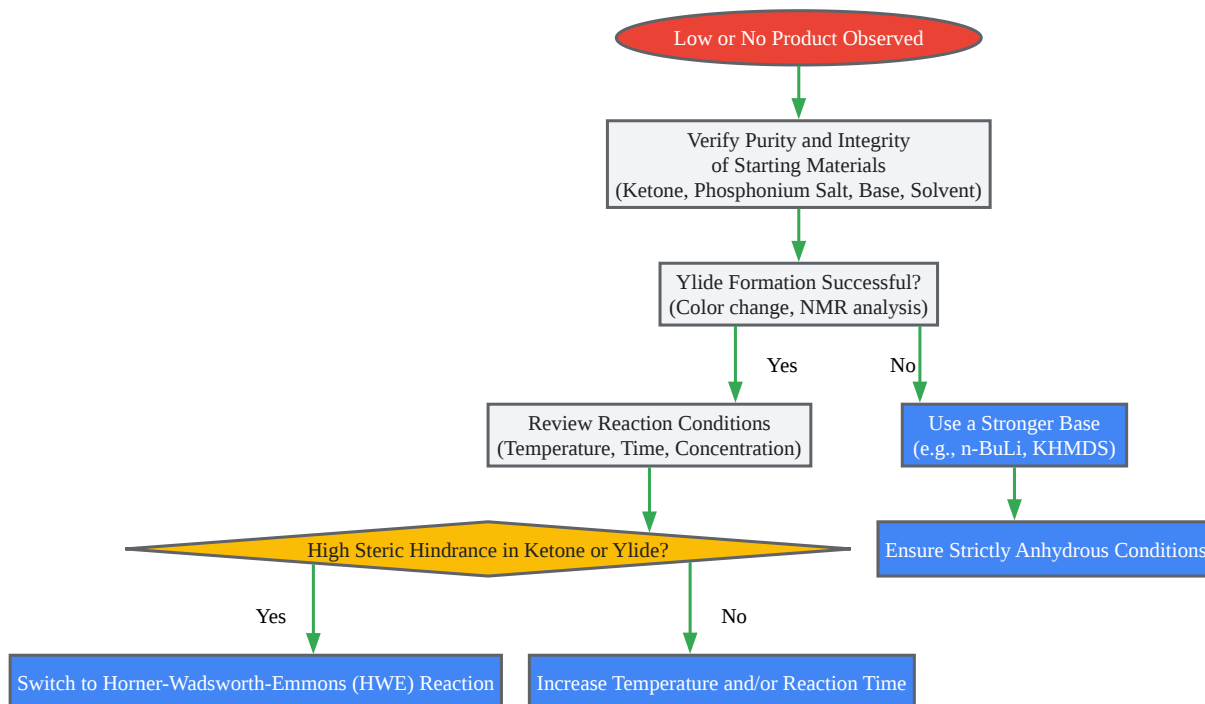 Low or No Product Observed
Verify Purity and Integrity
of Starting Materials
(Ketone, Phosphonium Salt, Base, Solvent)
Ylide Formation Successful?
(Color change, NMR analysis)
Yes
No
Review Reaction Conditions
(Temperature, Time, Concentration)
Use a Stronger Base
(e.g., n-BuLi, KHMDS)
High Steric Hindrance in Ketone or Ylide?
Ensure Strictly Anhydrous Conditions
Yes
No
Switch to Horner-Wadsworth-Emmons (HWE) Reaction
Increase Temperature and/or Reaction Time